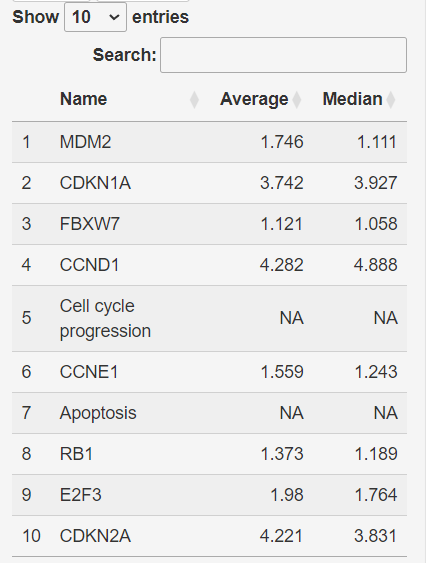 Show 10 entries
Search:
Name Average Median
1 MDM2 1.746 1.111
2 CDKN1A 3.742 3.927
3 FBXW7 1.121 1.058
4 CCND1 4.282 4.888
5 Cell cycle progression NA NA
6 CCNE1 1.559 1.243
7 Apoptosis NA NA
8 RB1 1.373 1.189
9 E2F3 1.98 1.764
10 CDKN2A 4.221 3.831